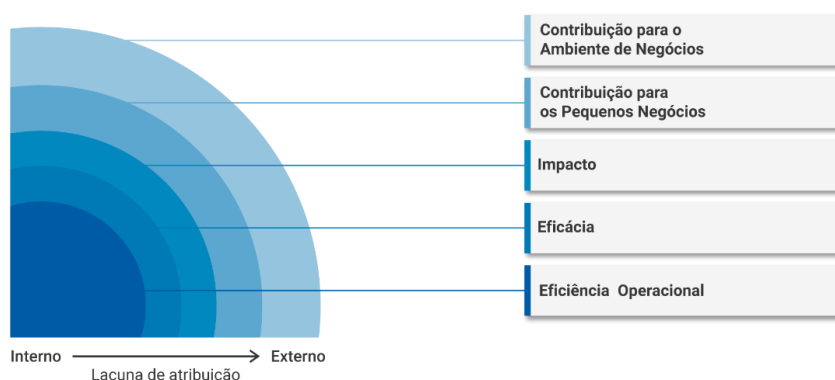 Contribuição para o
Ambiente de Negócios
Contribuição para
os Pequenos Negócios
Impacto
Eficácia
Eficiência Operacional
Interno
Externo
Lacuna de atribuição